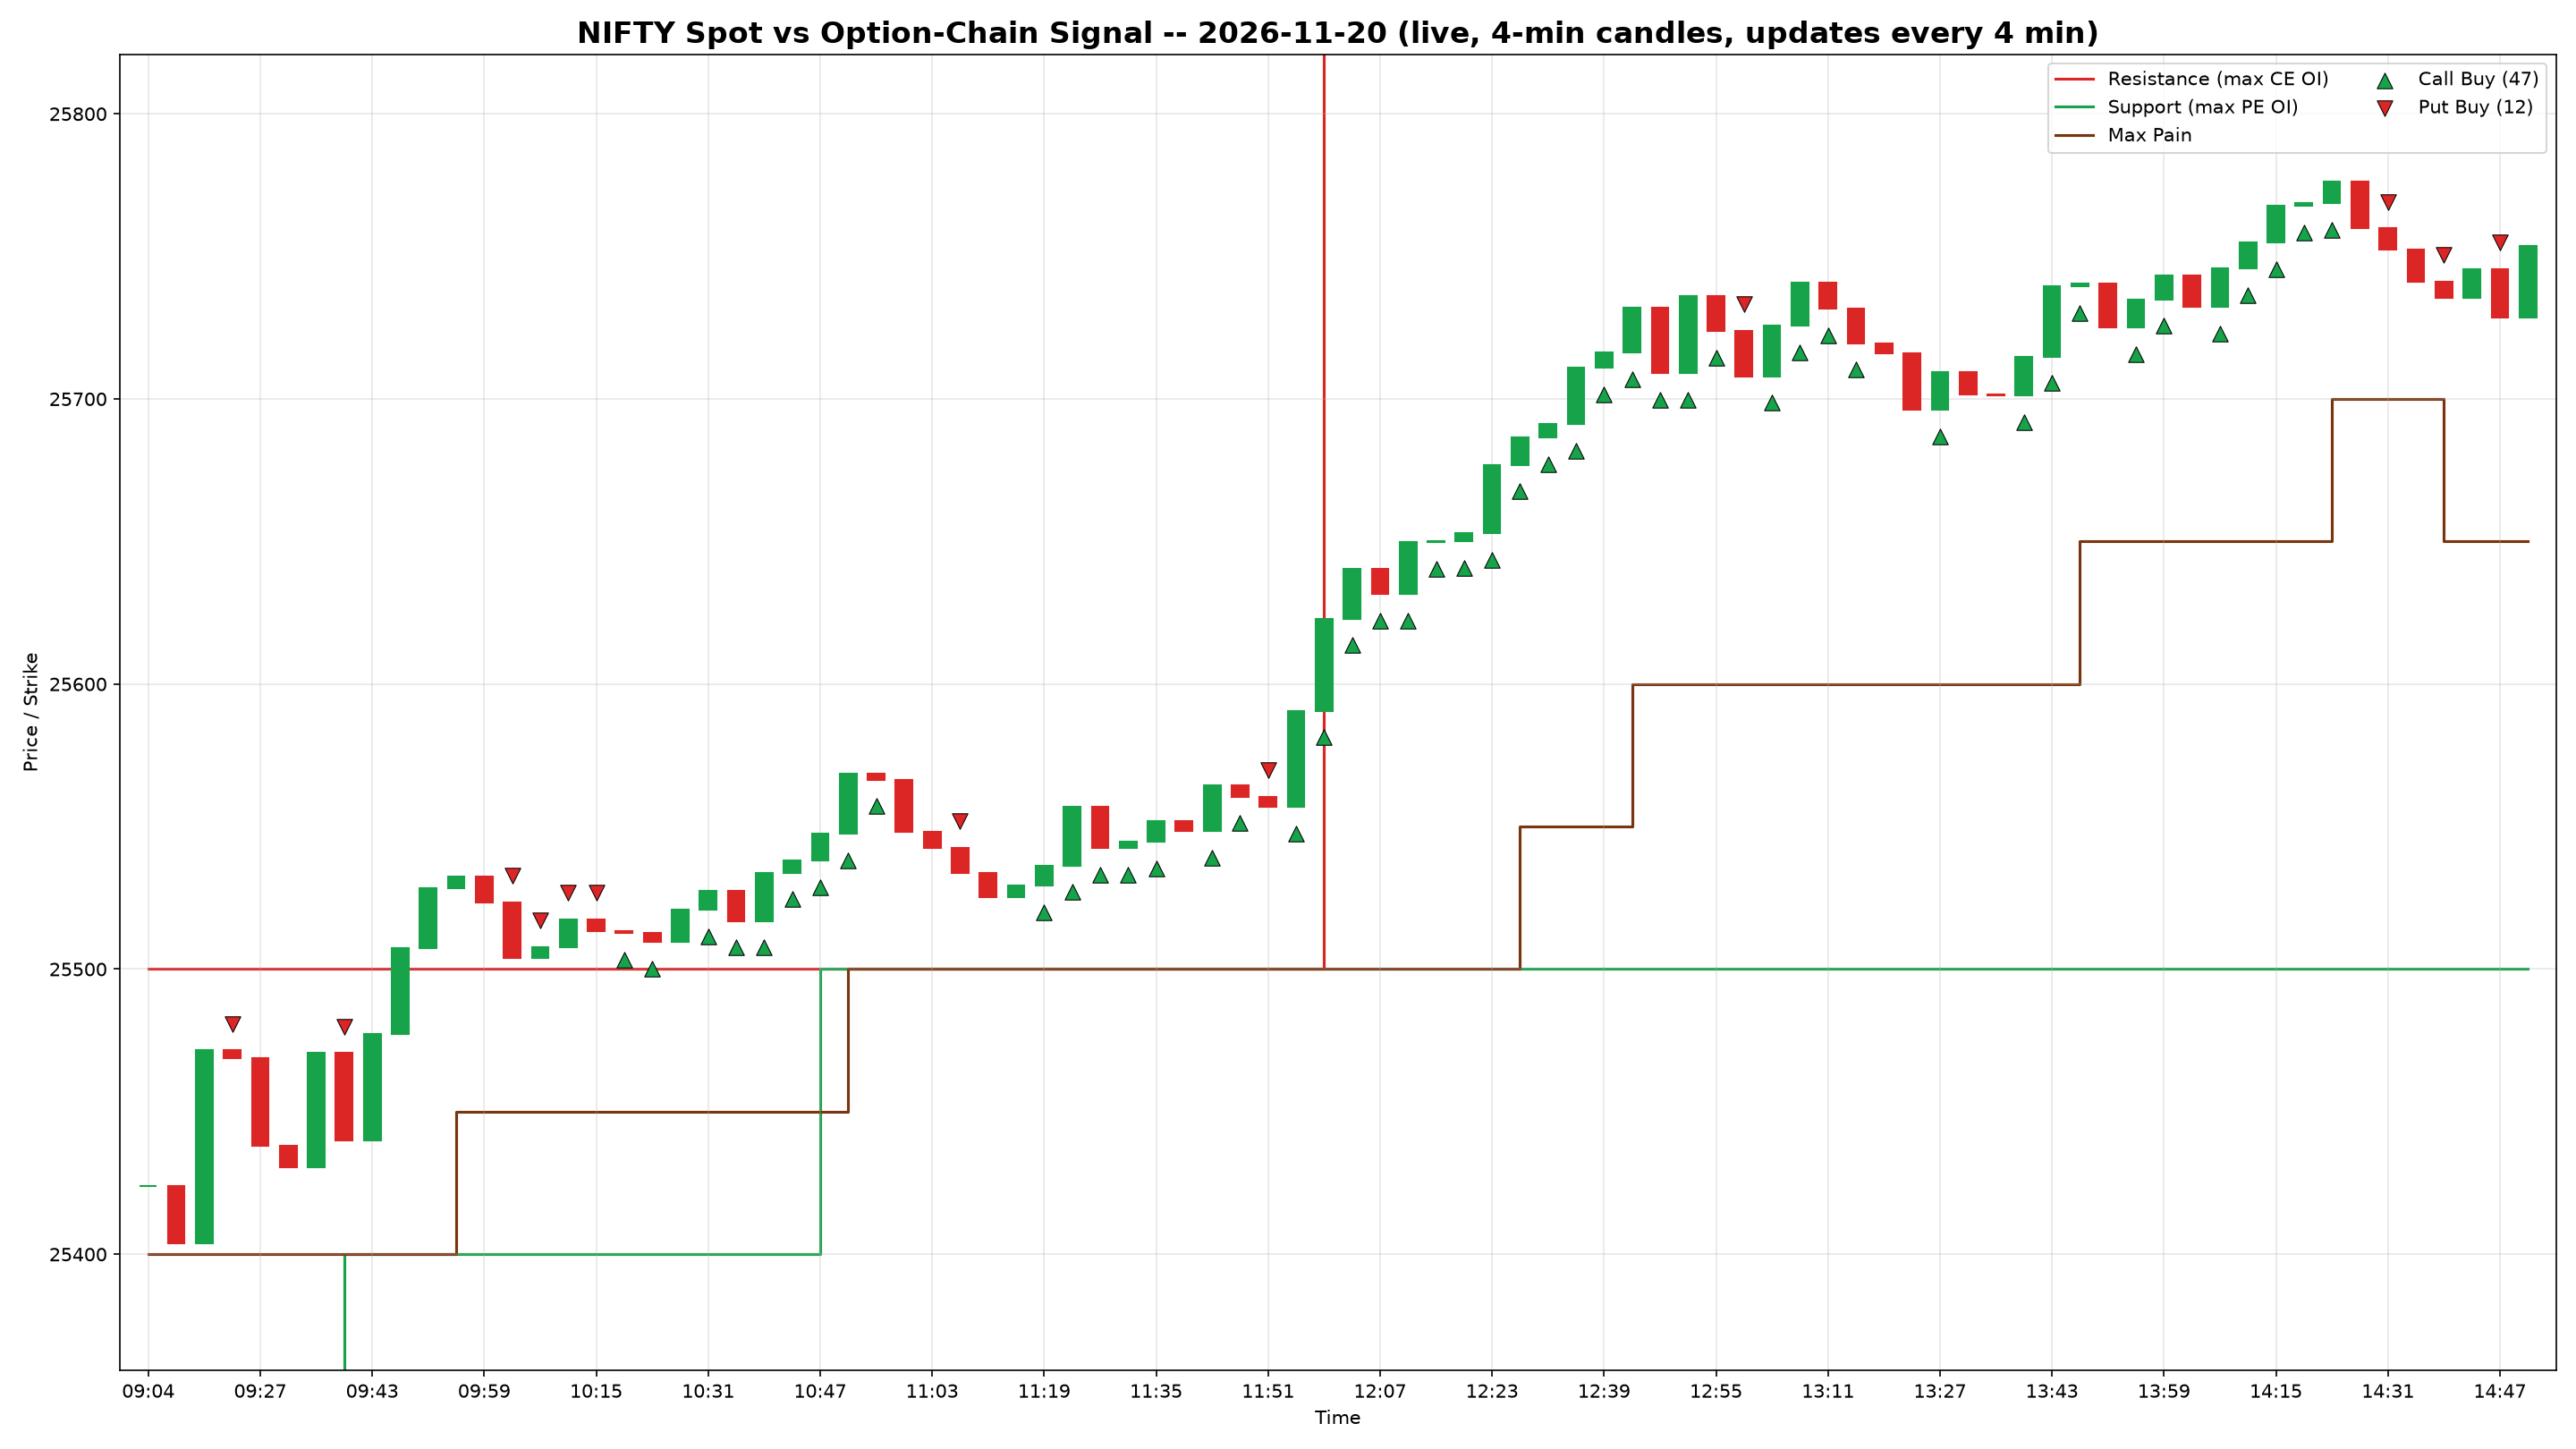 NIFTY Spot vs Option-Chain Signal -- 2026-11-20 (live, 4-min candles, updates every 4 min)
Resistance (max CE OI)
Support (max PE OI)
Max Pain
Call Buy (47)
Put Buy (12)
Price / Strike
25800
25700
25600
25500
25400
09:04 09:27 09:43 09:59 10:15 10:31 10:47 11:03 11:19 11:35 11:51 12:07 12:23 12:39 12:55 13:11 13:27 13:43 13:59 14:15 14:31 14:47
Time